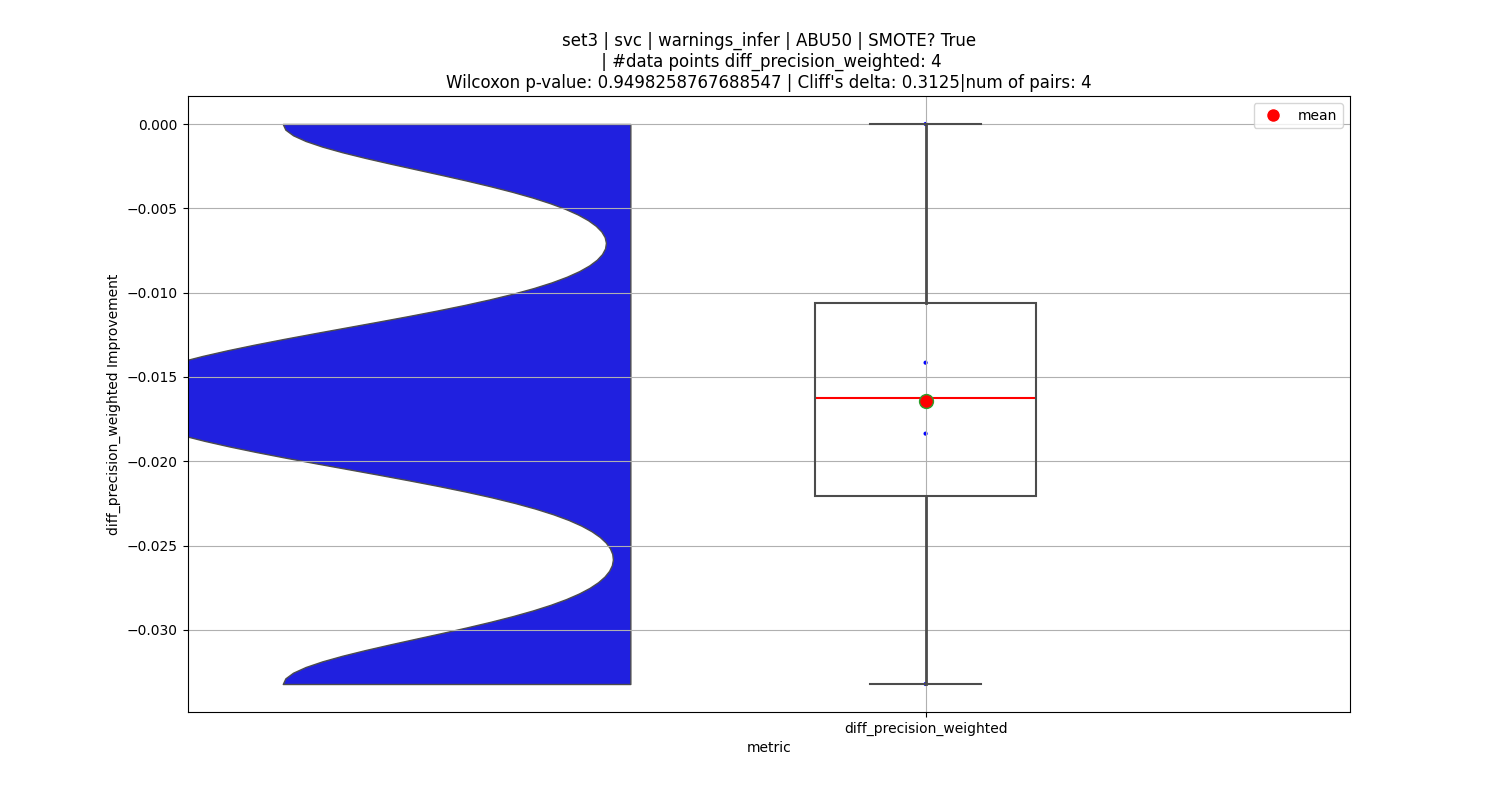 set3 | svc | warnings_infer | ABU50 | SMOTE? True
| #data points diff_precision_weighted: 4
Wilcoxon p-value: 0.9498258767688547 | Cliff's delta: 0.3125|num of pairs: 4
mean
0.000
−0.005
−0.010
−0.015
−0.020
−0.025
−0.030
diff_precision_weighted Improvement
diff_precision_weighted
metric